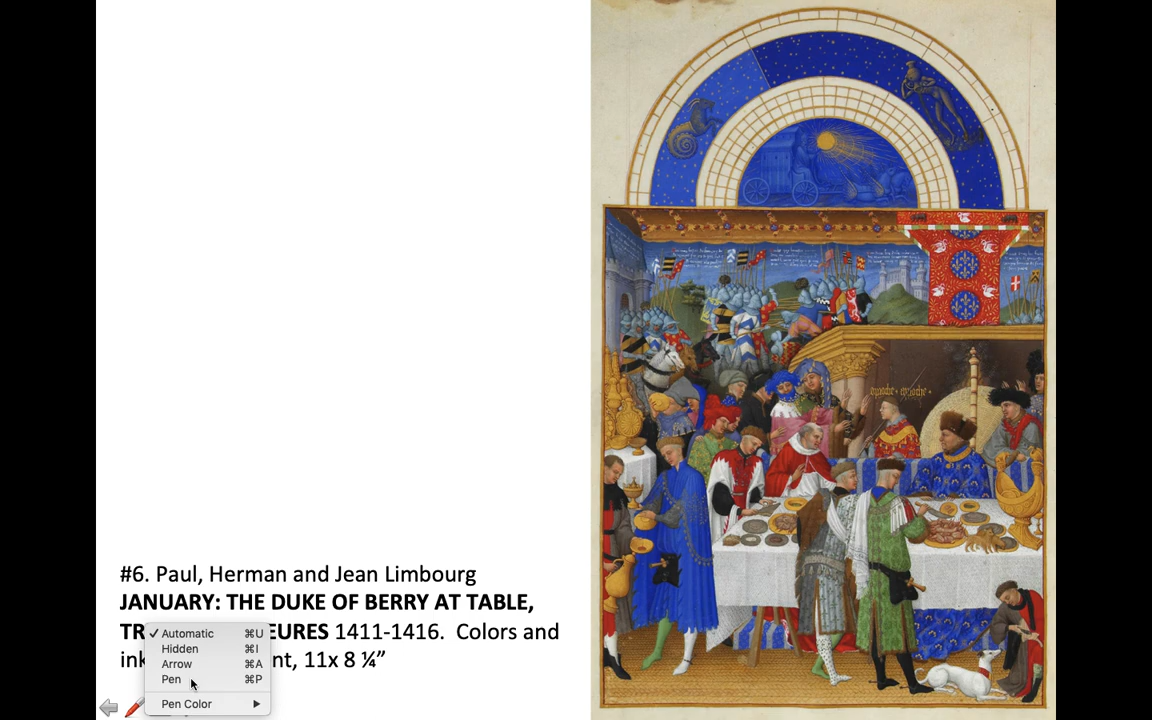 #6. Paul, Herman and Jean Limbourg
JANUARY: THE DUKE OF BERRY AT TABLE,
TR EURES 1411-1416. Colors and
ink nt, 11x 8 ¼”
✓ Automatic ⌘U
Hidden ⌘I
Arrow ⌘A
Pen ⌘P
Pen Color